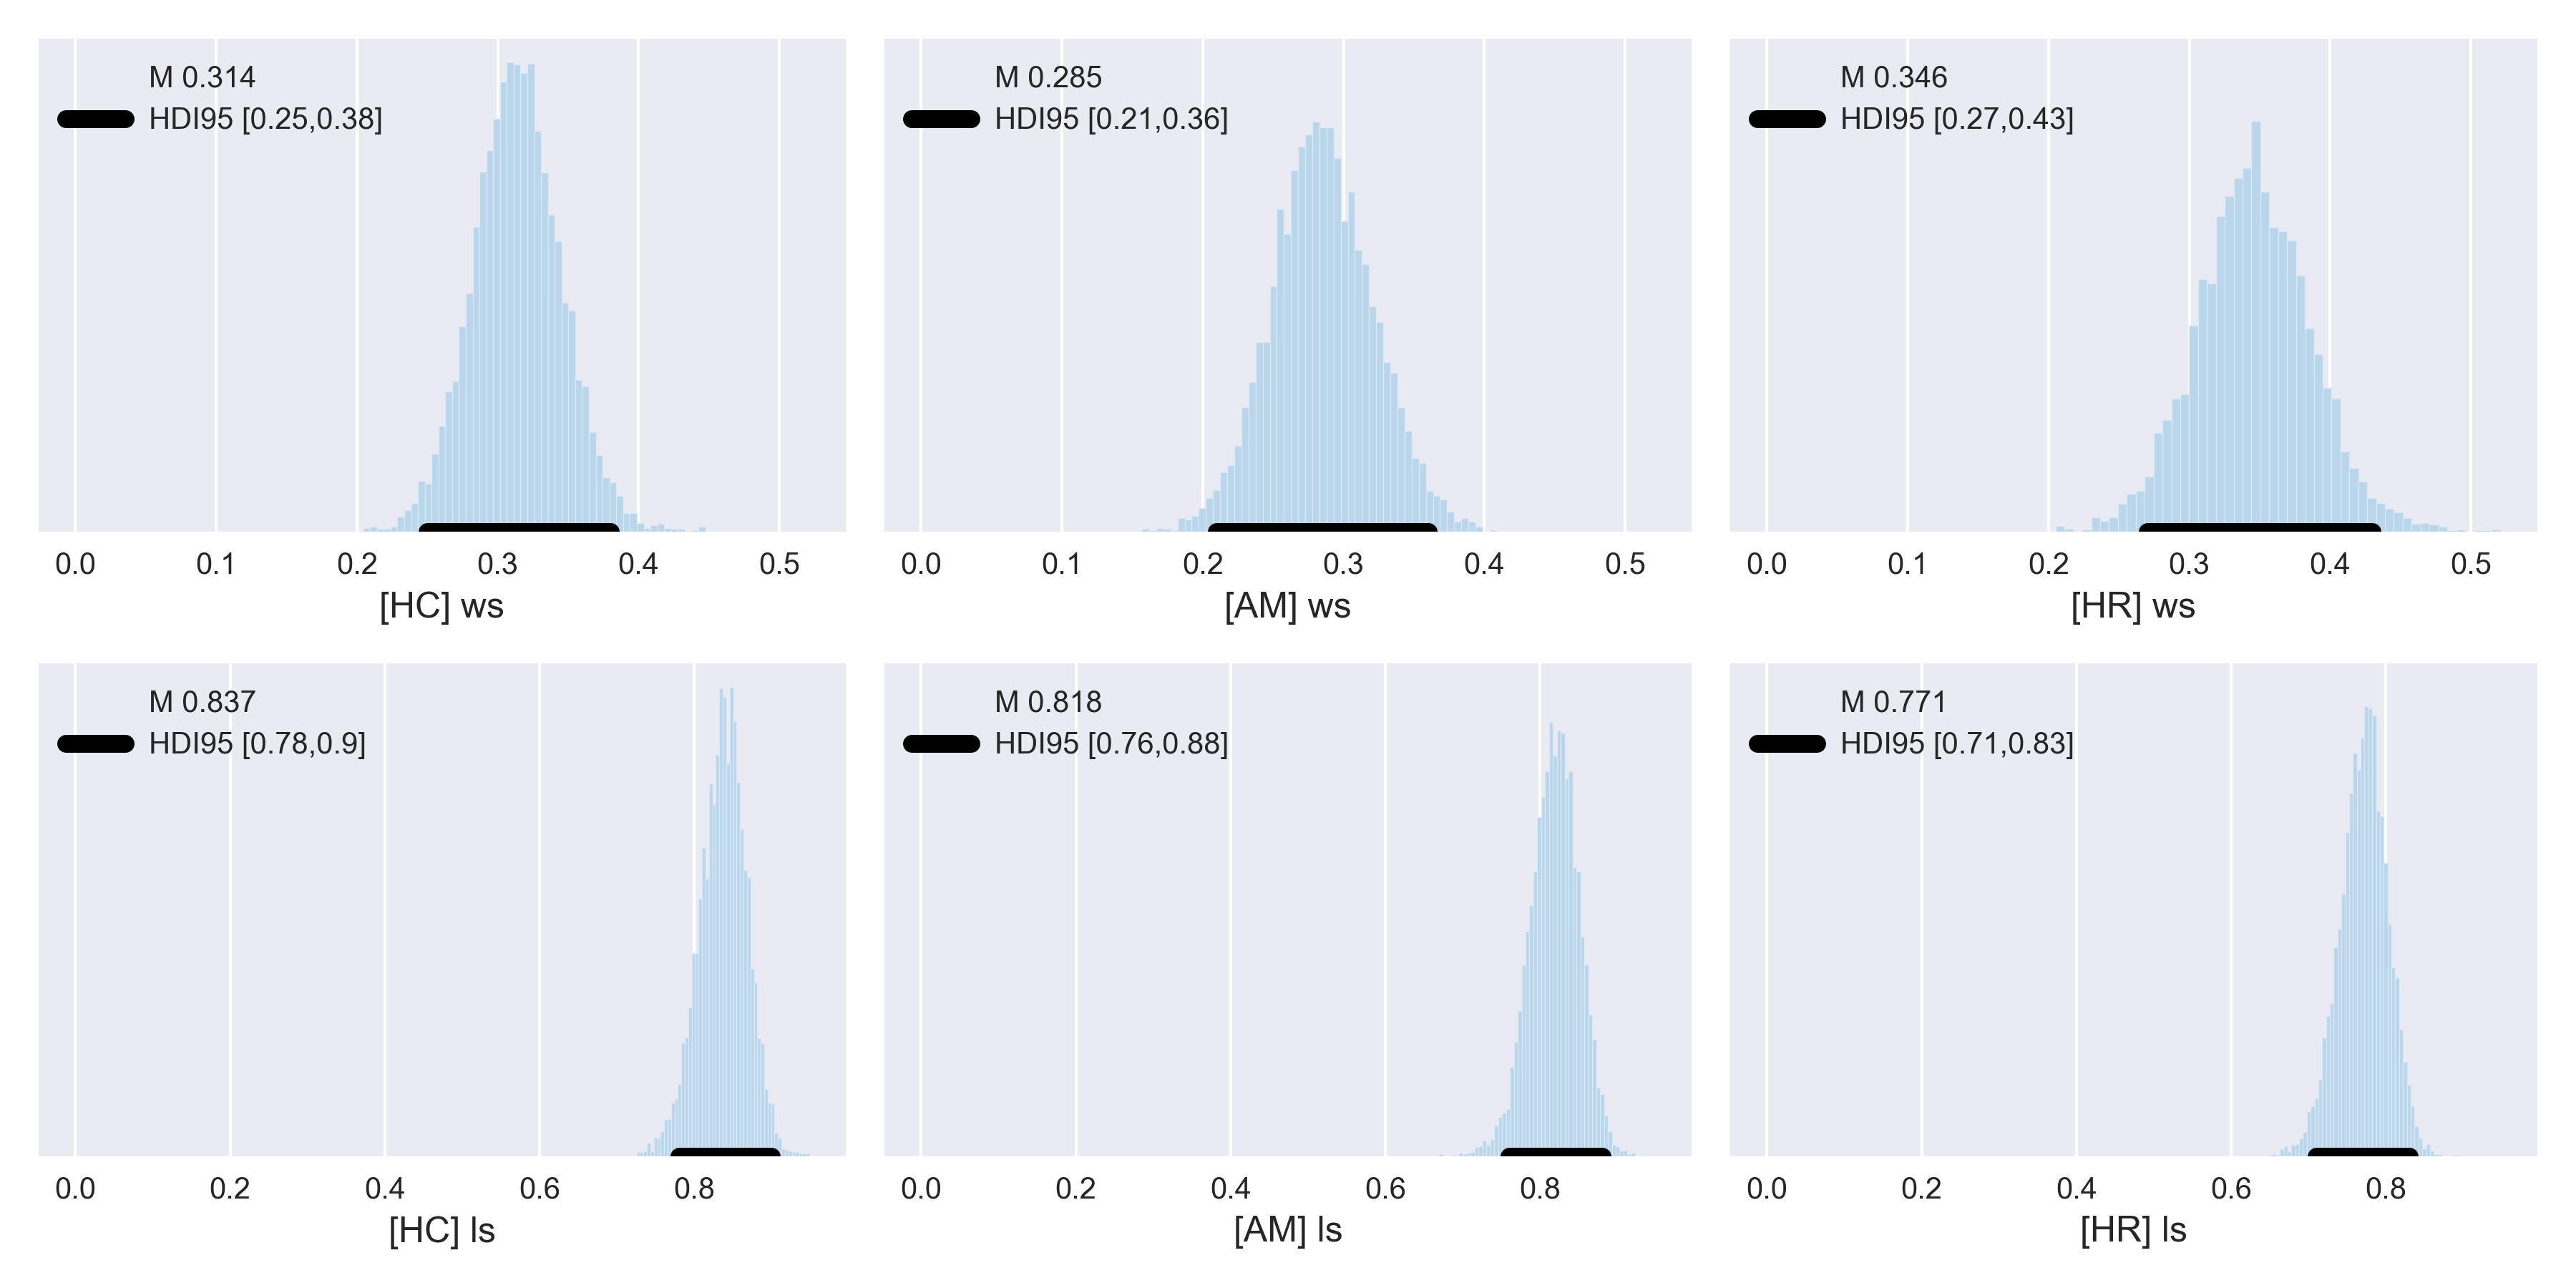 M 0.314
HDI95 [0.25,0.38]
0.0 0.1 0.2 0.3 0.4 0.5
[HC] ws
M 0.285
HDI95 [0.21,0.36]
0.0 0.1 0.2 0.3 0.4 0.5
[AM] ws
M 0.346
HDI95 [0.27,0.43]
0.0 0.1 0.2 0.3 0.4 0.5
[HR] ws
M 0.837
HDI95 [0.78,0.9]
0.0 0.2 0.4 0.6 0.8
[HC] ls
M 0.818
HDI95 [0.76,0.88]
0.0 0.2 0.4 0.6 0.8
[AM] ls
M 0.771
HDI95 [0.71,0.83]
0.0 0.2 0.4 0.6 0.8
[HR] ls